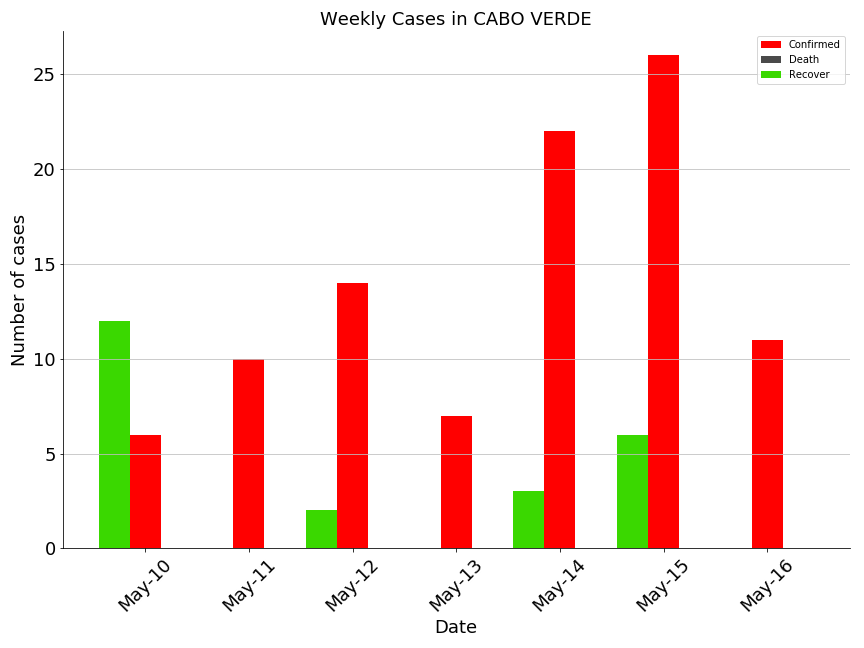 Weekly Cases in CABO VERDE
Confirmed
Death
Recover
Number of cases
25
20
15
10
5
0
May-10
May-11
May-12
May-13
May-14
May-15
May-16
Date